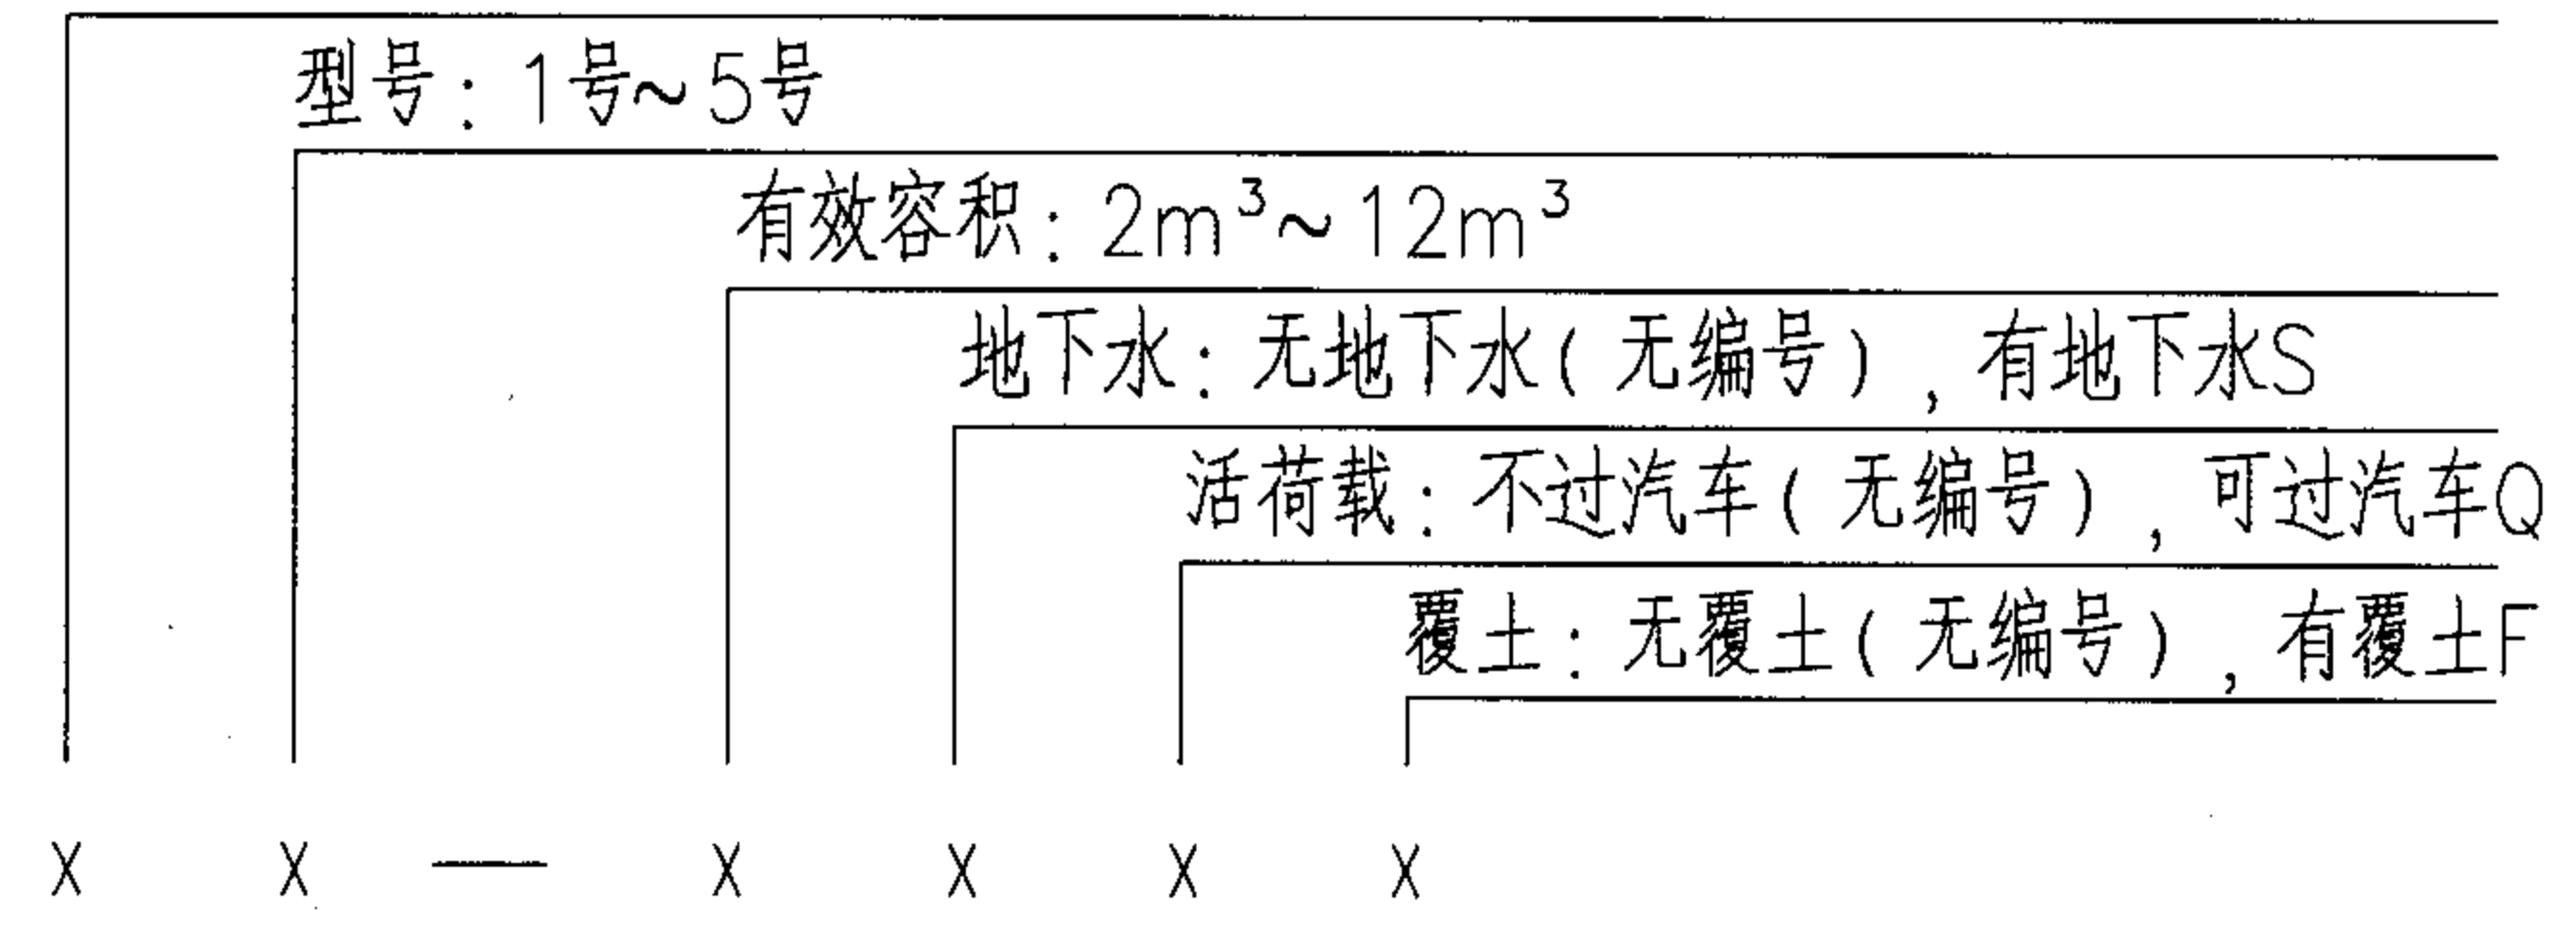 型号：1号~5号
有效容积：2m³~12m³
地下水：无地下水(无编号)，有地下水S
活荷载：不过汽车(无编号)，可过汽车Q
覆土：无覆土(无编号)，有覆土F
X X — X X X X